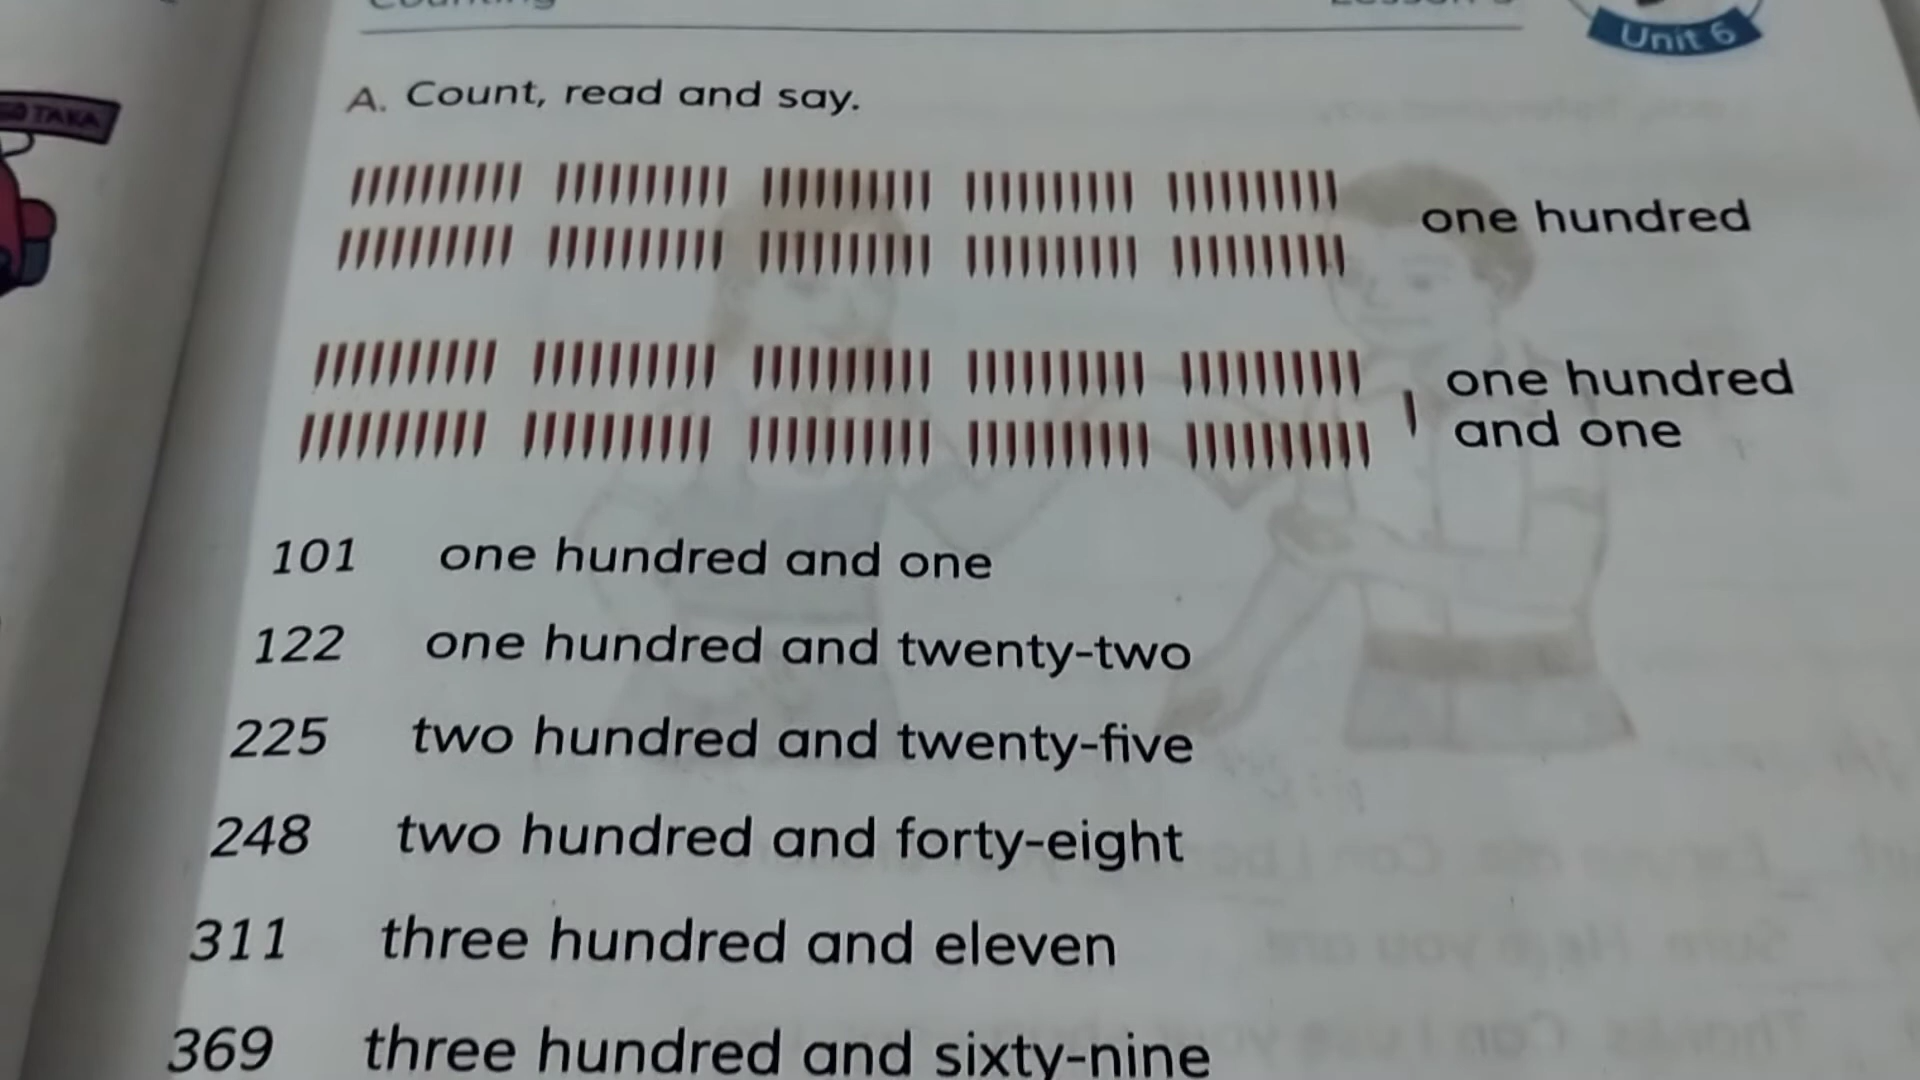 Counting
Unit 6
A. Count, read and say.
one hundred
one hundred
and one
101 one hundred and one
122 one hundred and twenty-two
225 two hundred and twenty-five
248 two hundred and forty-eight
311 three hundred and eleven
369 three hundred and sixty-nine
TAKA